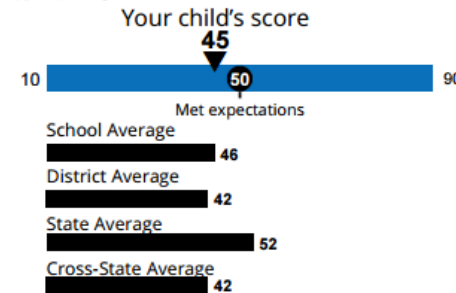 Your child's score
45
10 50 90
Met expectations
School Average
46
District Average
42
State Average
52
Cross-State Average
42